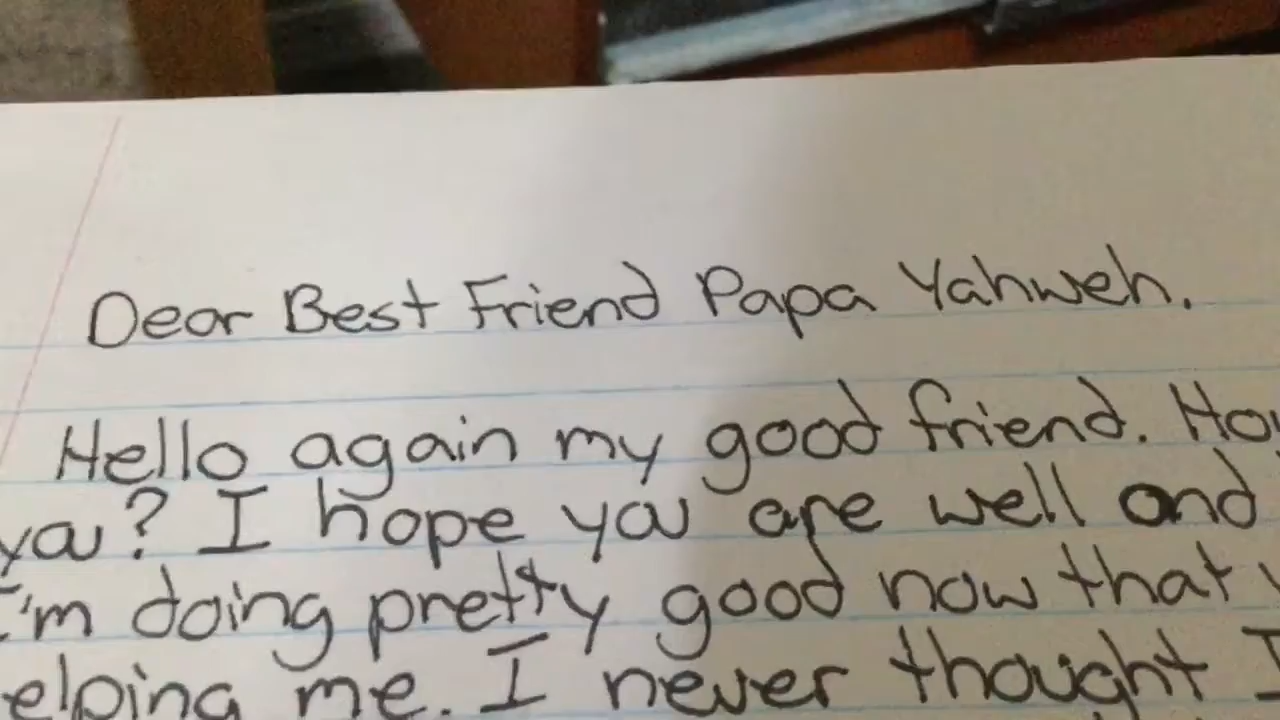 Dear Best Friend Papa Yahweh.
Hello again my good friend.
you? I hope you are well and
I'm doing pretty good now that
me. I never thought I